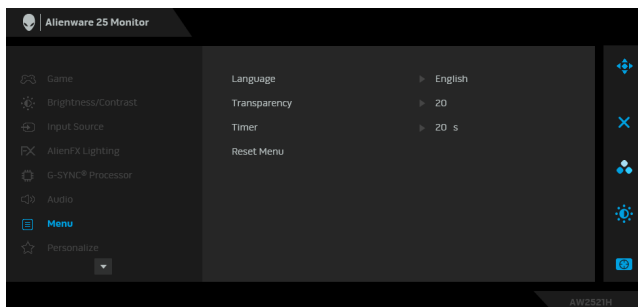 Alienware 25 Monitor
Game
Brightness/Contrast
Input Source
AlienFX Lighting
G-SYNC® Processor
Audio
Menu
Personalize
Language English
Transparency 20
Timer 20 s
Reset Menu
AW2521H